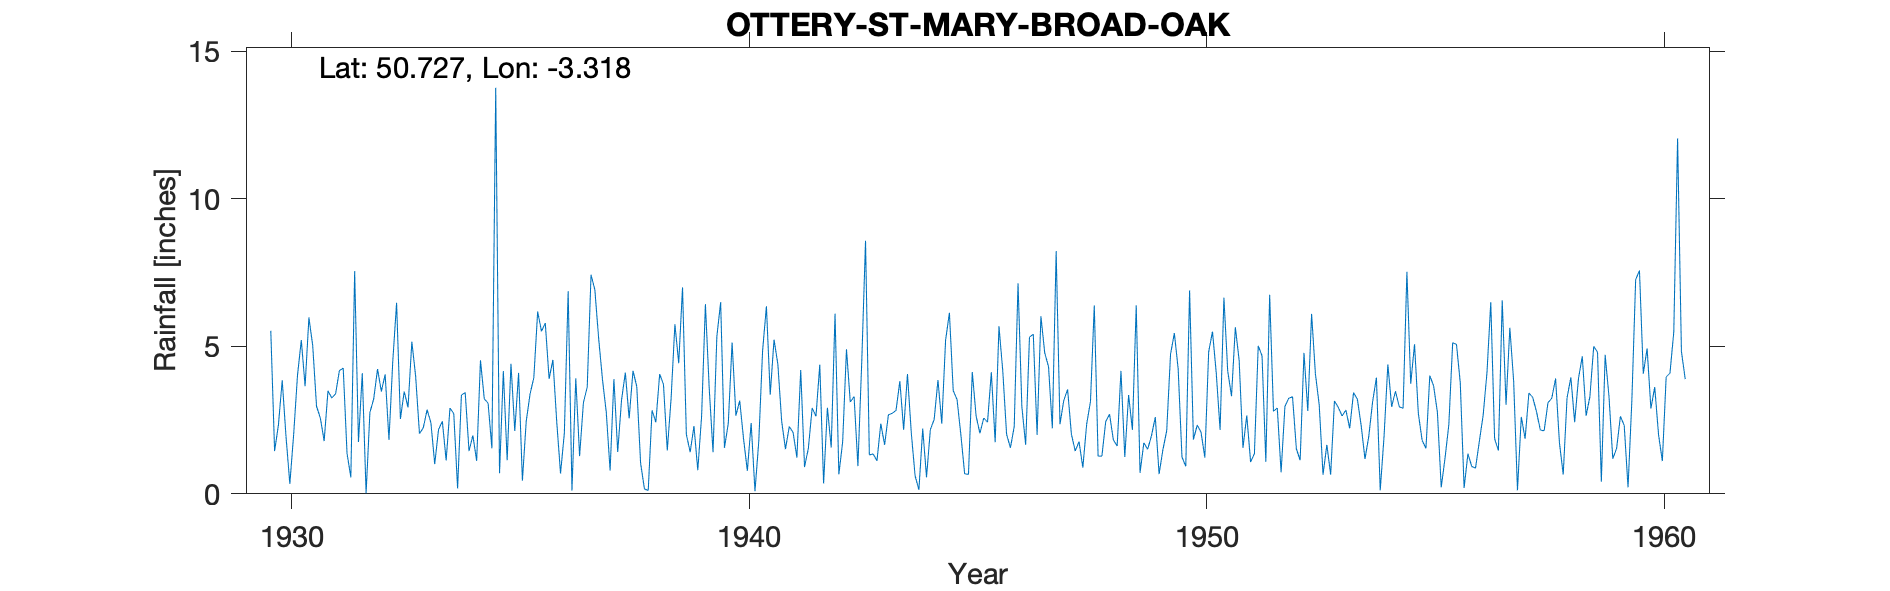 OTTERY-ST-MARY-BROAD-OAK
Lat: 50.727, Lon: -3.318
Rainfall [inches]
15
10
5
0
1930 1940 1950 1960
Year